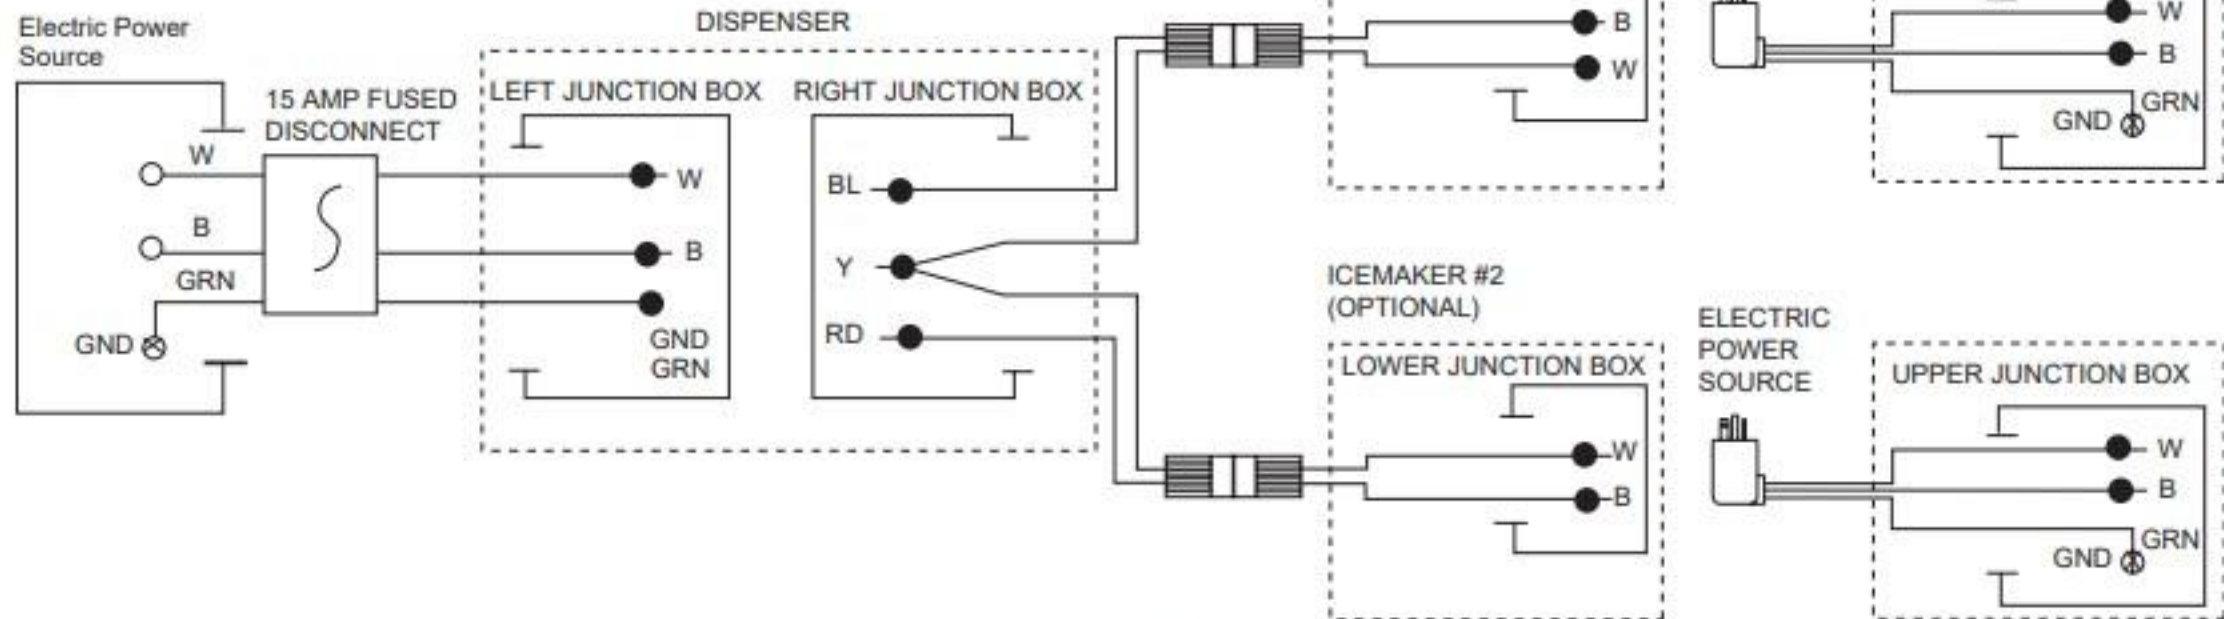 Electric Power
Source
15 AMP FUSED
DISCONNECT
W
B
GRN
GND
DISPENSER
LEFT JUNCTION BOX
W
B
GND
GRN
RIGHT JUNCTION BOX
BL
Y
RD
B
W
W
B
GRN
GND
ICEMAKER #2
(OPTIONAL)
LOWER JUNCTION BOX
W
B
ELECTRIC
POWER
SOURCE
UPPER JUNCTION BOX
W
B
GRN
GND